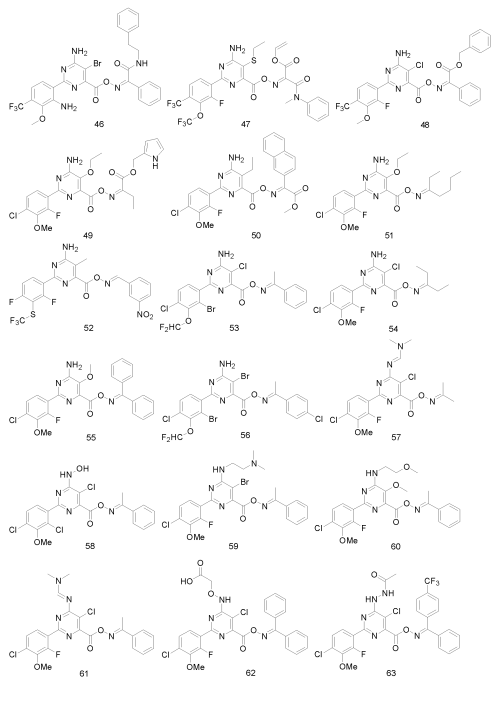 NH₂ Br O NH N N O O N F₃C NH₂ O 46
NH₂ S O O N N O O N O N F₃C F F₃C O 47
NH₂ Cl O O N N O O N F₃C F O 48
NH₂ O O O N H N N O O N Cl F OMe 49
NH₂ N N O O N O O Cl F OMe 50
NH₂ O N N O O N Cl F OMe 51
NH₂ N N O O N F F S F₃C NO₂ 52
NH₂ Cl N N O O N Cl Br O F₂HC 53
NH₂ Cl N N O O N Cl F OMe 54
NH₂ O N N O O N Cl F OMe 55
NH₂ Br N N O O N Cl Br O F₂HC Cl 56
N N Cl N N O O N Cl F OMe 57
HN OH Cl N N O O N Cl Cl OMe 58
HN N Br N N O O N Cl F OMe 59
HN O O N N O O N Cl F OMe 60
N N Cl N N O O N Cl F OMe 61
HO O O NH Cl N N O O N Cl F OMe 62
O NH HN Cl CF₃ N N O O N Cl F OMe 63